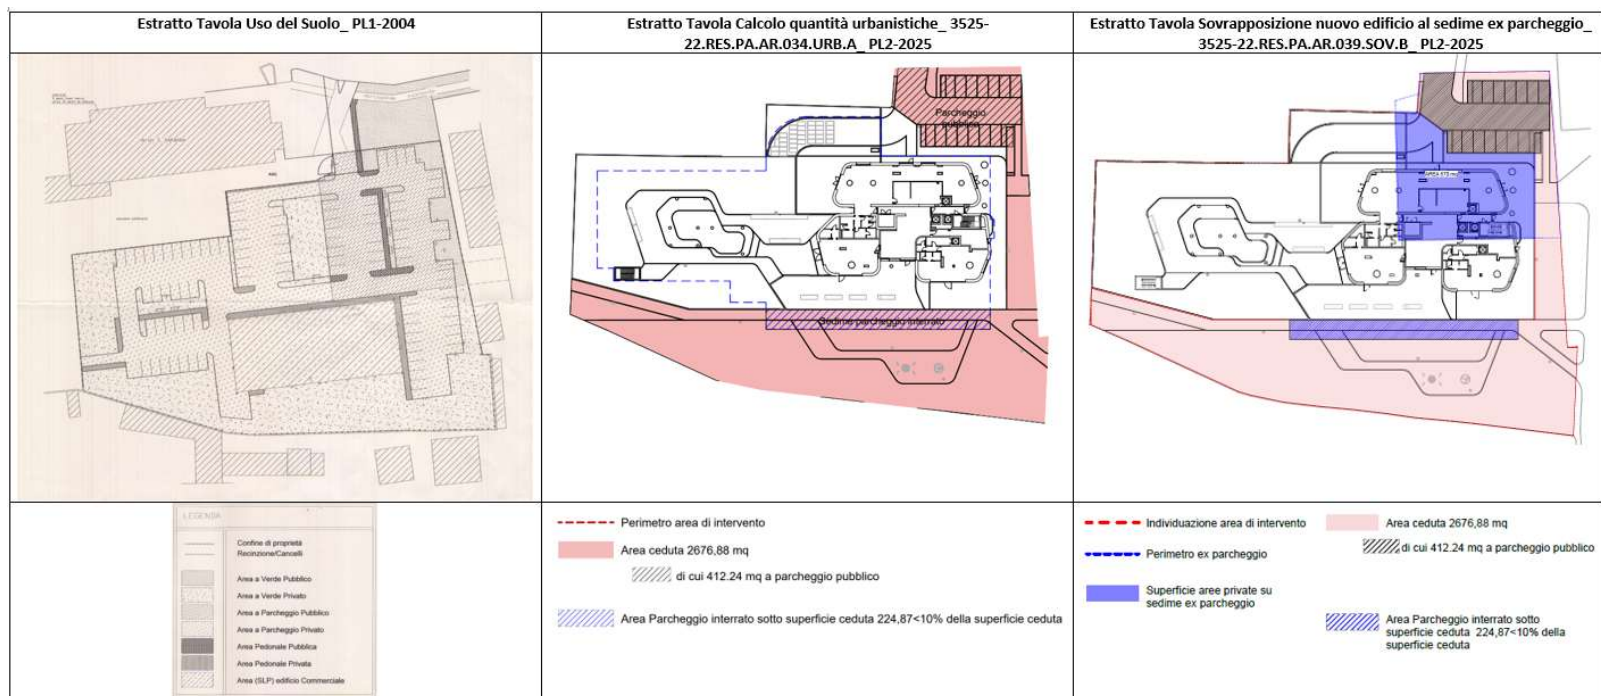 Estratto Tavola Uso del Suolo_ PL1-2004
Estratto Tavola Calcolo quantità urbanistiche_ 3525-
22.RES.PA.AR.034.URB.A_ PL2-2025
Estratto Tavola Sovrapposizione nuovo edificio al sedime ex parcheggio_
3525-22.RES.PA.AR.039.SOV.B_ PL2-2025
Parcheggio
pubblico
Sedime parcheggio interrato
AREA 970 mq
LEGENDA
Confine di proprietà
Recinzione/Cancelli
Area a Verde Pubblico
Area a Verde Privato
Area a Parcheggio Pubblico
Area a Parcheggio Privato
Area Pedonale Pubblica
Area Pedonale Privata
Area (SLP) edificio Commerciale
Perimetro area di intervento
Area ceduta 2676,88 mq
di cui 412.24 mq a parcheggio pubblico
Area Parcheggio interrato sotto superficie ceduta 224,87<10% della superficie ceduta
Individuazione area di intervento
Perimetro ex parcheggio
Superficie aree private su
sedime ex parcheggio
Area ceduta 2676,88 mq
di cui 412.24 mq a parcheggio pubblico
Area Parcheggio interrato sotto
superficie ceduta 224,87<10% della
superficie ceduta